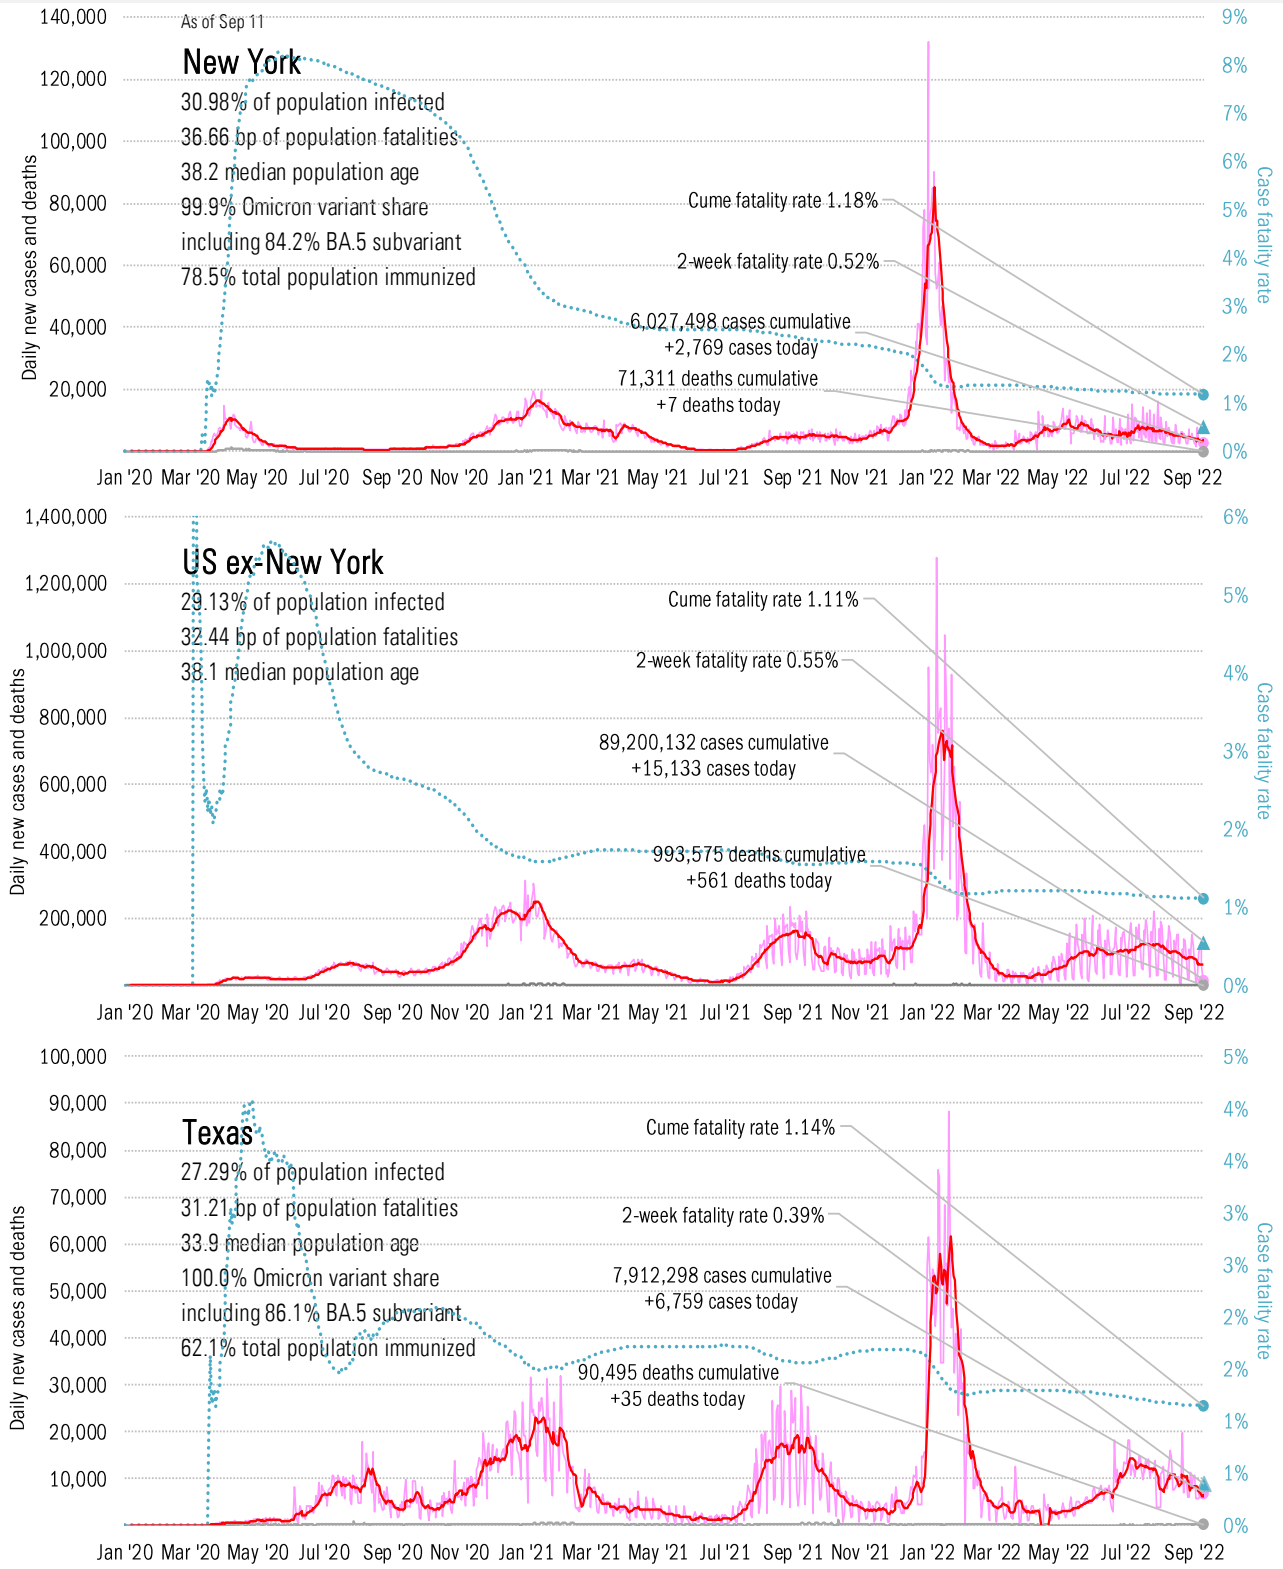 As of Sep 11
New York
30.98% of population infected
36.66 bp of population fatalities
38.2 median population age
99.9% Omicron variant share
including 84.2% BA.5 subvariant
78.5% total population immunized
Cume fatality rate 1.18%
2-week fatality rate 0.52%
6,027,498 cases cumulative
+2,769 cases today
71,311 deaths cumulative
+7 deaths today
Daily new cases and deaths
140,000
120,000
100,000
80,000
60,000
40,000
20,000
9%
8%
7%
6%
5%
4%
3%
2%
1%
0%
Case fatality rate
Jan '20 Mar '20 May '20 Jul '20 Sep '20 Nov '20 Jan '21 Mar '21 May '21 Jul '21 Sep '21 Nov '21 Jan '22 Mar '22 May '22 Jul '22 Sep '22
US ex-New York
29.13% of population infected
32.44 bp of population fatalities
38.1 median population age
Cume fatality rate 1.11%
2-week fatality rate 0.55%
89,200,132 cases cumulative
+15,133 cases today
993,575 deaths cumulative
+561 deaths today
Daily new cases and deaths
1,400,000
1,200,000
1,000,000
800,000
600,000
400,000
200,000
6%
5%
4%
3%
2%
1%
0%
Case fatality rate
Jan '20 Mar '20 May '20 Jul '20 Sep '20 Nov '20 Jan '21 Mar '21 May '21 Jul '21 Sep '21 Nov '21 Jan '22 Mar '22 May '22 Jul '22 Sep '22
Texas
27.29% of population infected
31.21 bp of population fatalities
33.9 median population age
100.0% Omicron variant share
including 86.1% BA.5 subvariant
62.1% total population immunized
Cume fatality rate 1.14%
2-week fatality rate 0.39%
7,912,298 cases cumulative
+6,759 cases today
90,495 deaths cumulative
+35 deaths today
Daily new cases and deaths
100,000
90,000
80,000
70,000
60,000
50,000
40,000
30,000
20,000
10,000
5%
4%
4%
3%
3%
2%
2%
1%
1%
0%
Case fatality rate
Jan '20 Mar '20 May '20 Jul '20 Sep '20 Nov '20 Jan '21 Mar '21 May '21 Jul '21 Sep '21 Nov '21 Jan '22 Mar '22 May '22 Jul '22 Sep '22